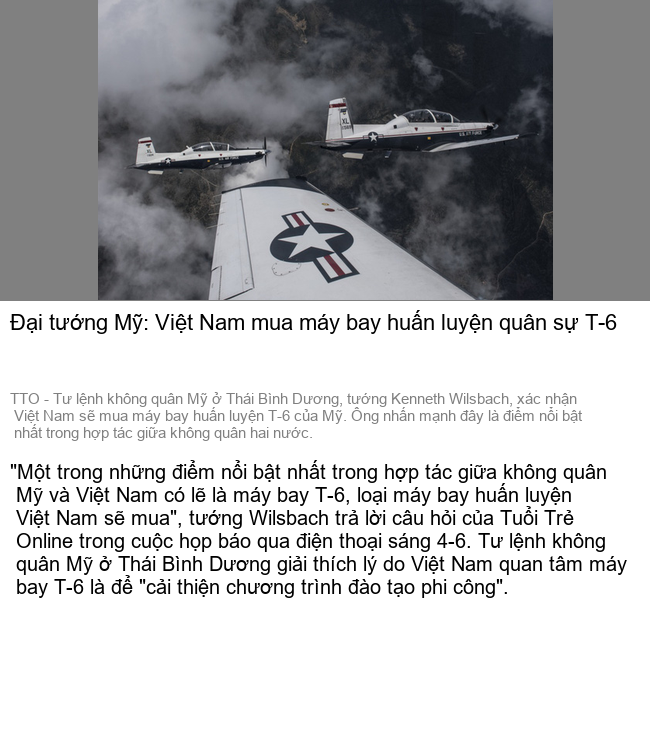 XL
U.S. AIR FORCE
XL
U.S. AIR FORCE
Đại tướng Mỹ: Việt Nam mua máy bay huấn luyện quân sự T-6
TTO - Tư lệnh không quân Mỹ ở Thái Bình Dương, tướng Kenneth Wilsbach, xác nhận
Việt Nam sẽ mua máy bay huấn luyện T-6 của Mỹ. Ông nhấn mạnh đây là điểm nổi bật
nhất trong hợp tác giữa không quân hai nước.
"Một trong những điểm nổi bật nhất trong hợp tác giữa không quân
Mỹ và Việt Nam có lẽ là máy bay T-6, loại máy bay huấn luyện
Việt Nam sẽ mua", tướng Wilsbach trả lời câu hỏi của Tuổi Trẻ
Online trong cuộc họp báo qua điện thoại sáng 4-6. Tư lệnh không
quân Mỹ ở Thái Bình Dương giải thích lý do Việt Nam quan tâm máy
bay T-6 là để "cải thiện chương trình đào tạo phi công".